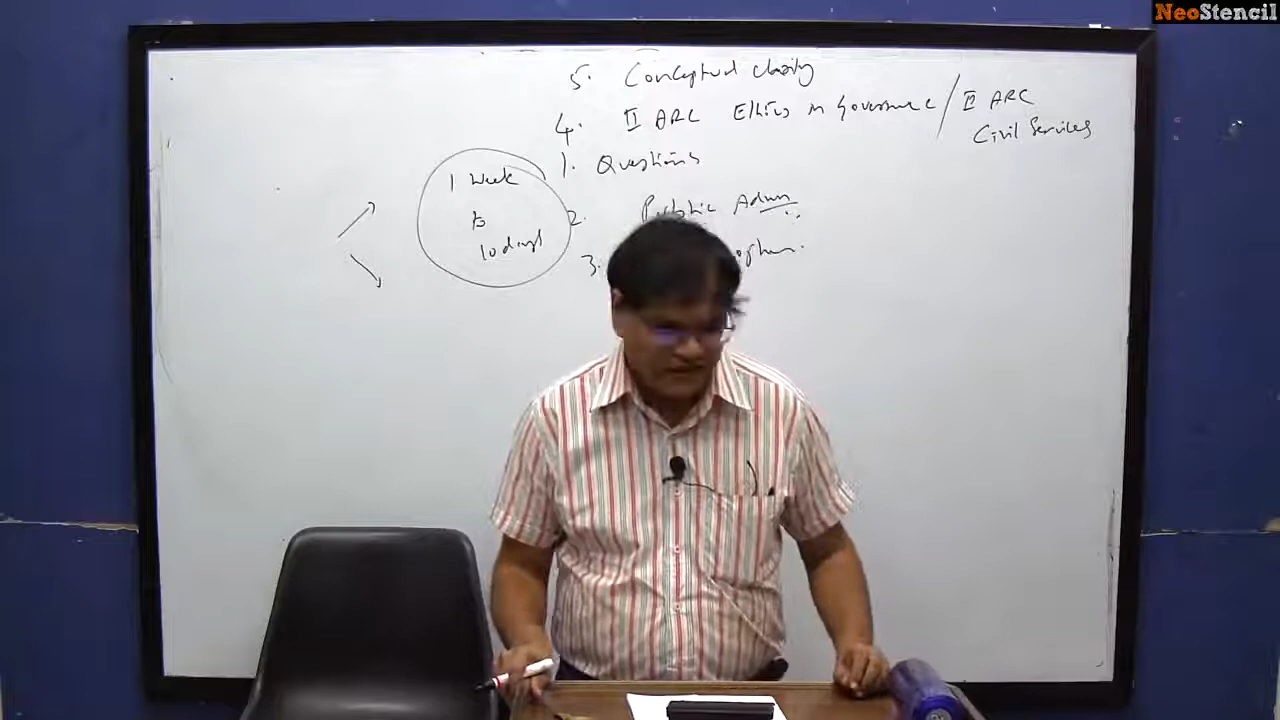 NeoStencil
5. Conceptual clarity
4. II ARC Ethics in Governance / II ARC
Civil Services
1. Questions
1 Week
to
10 days
2. Public Admn
3.